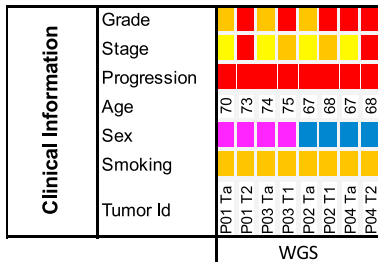 Clinical Information
Grade
Stage
Progression
Age 70 73 74 75 67 68 67 68
Sex
Smoking
Tumor Id P01 Ta P01 T2 P03 Ta P03 T1 P02 Ta P02 T1 P04 Ta P04 T2
WGS